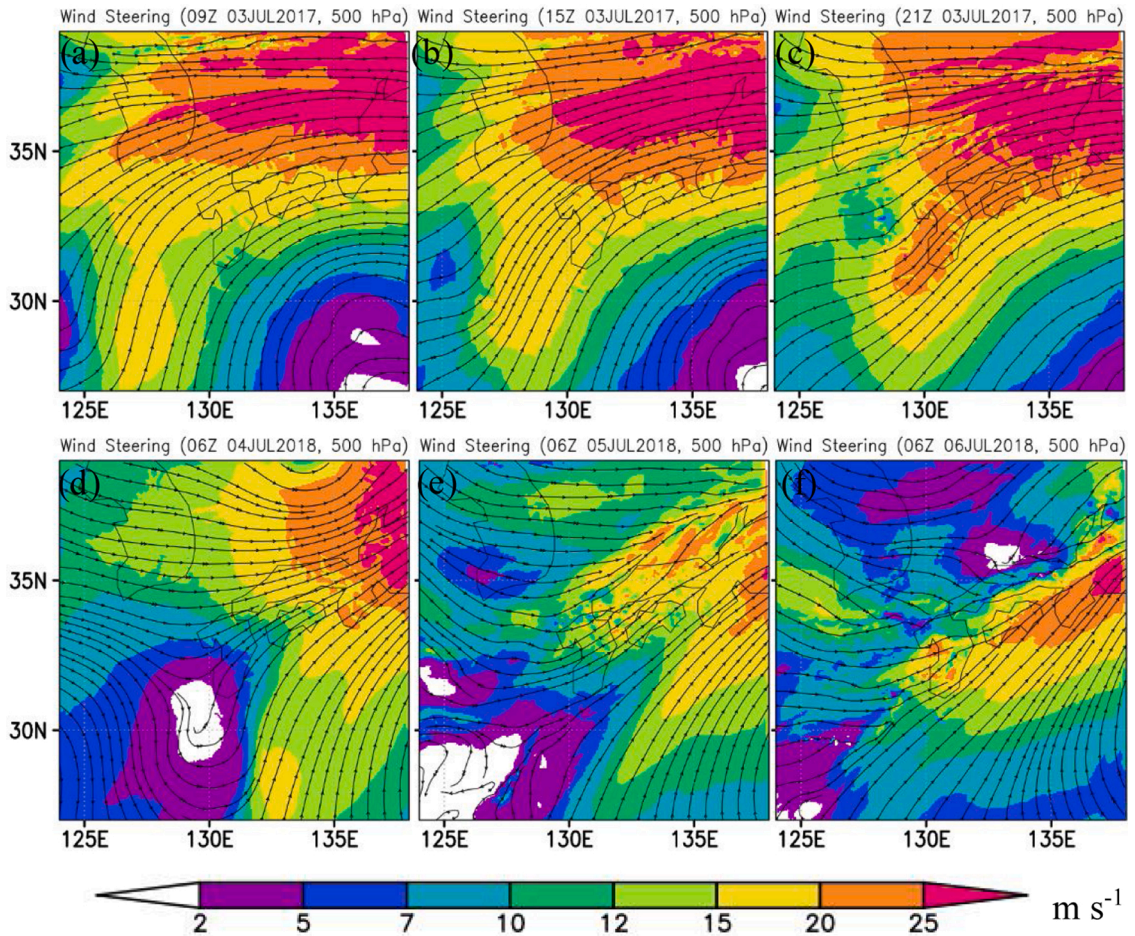 Wind Steering (09Z 03JUL2017, 500 hPa) Wind Steering (15Z 03JUL2017, 500 hPa) Wind Steering (21Z 03JUL2017, 500 hPa)
(a) (b) (c)
35N
30N
125E 130E 135E 125E 130E 135E 125E 130E 135E
Wind Steering (06Z 04JUL2018, 500 hPa) Wind Steering (06Z 05JUL2018, 500 hPa) Wind Steering (06Z 06JUL2018, 500 hPa)
(d) (e) (f)
35N
30N
125E 130E 135E 125E 130E 135E 125E 130E 135E
2 5 7 10 12 15 20 25 m s⁻¹